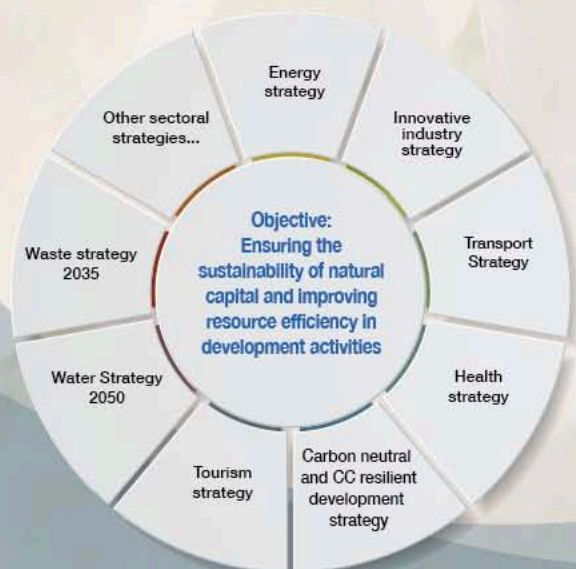 Energy
strategy
Innovative
industry
strategy
Transport
Strategy
Health
strategy
Carbon neutral
and CC resilient
development
strategy
Tourism
strategy
Water Strategy
2050
Waste strategy
2035
Other sectoral
strategies...
Objective:
Ensuring the
sustainability of natural
capital and improving
resource efficiency in
development activities